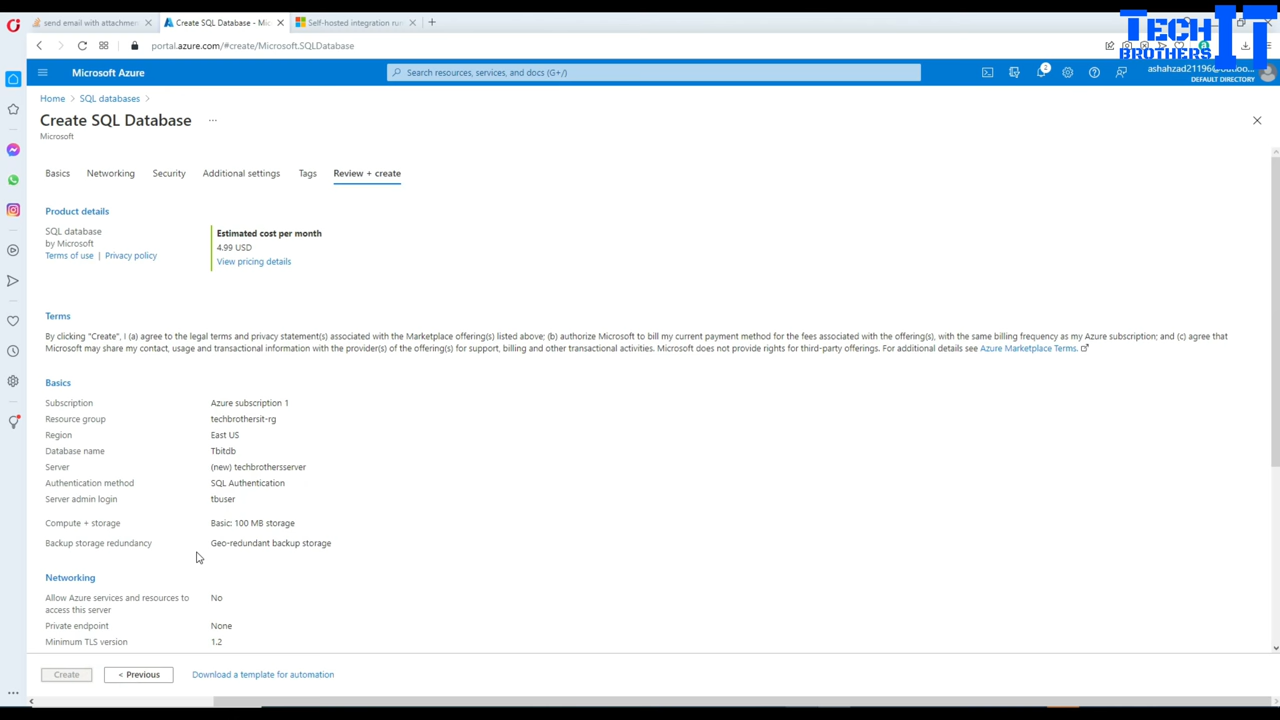 send email with attachmen
Create SQL Database - Mic
Self-hosted integration run
portal.azure.com/#create/Microsoft.SQLDatabase
TECH IT
BROTHERS
Microsoft Azure
Search resources, services, and docs (G+/)
2
ashahzad21196@outloo...
DEFAULT DIRECTORY
Home > SQL databases >
Create SQL Database ...
Microsoft
Basics Networking Security Additional settings Tags Review + create
Product details
SQL database
by Microsoft
Terms of use | Privacy policy
Estimated cost per month
4.99 USD
View pricing details
Terms
By clicking "Create", I (a) agree to the legal terms and privacy statement(s) associated with the Marketplace offering(s) listed above; (b) authorize Microsoft to bill my current payment method for the fees associated with the offering(s), with the same billing frequency as my Azure subscription; and (c) agree that
Microsoft may share my contact, usage and transactional information with the provider(s) of the offering(s) for support, billing and other transactional activities. Microsoft does not provide rights for third-party offerings. For additional details see Azure Marketplace Terms.
Basics
Subscription Azure subscription 1
Resource group techbrothersit-rg
Region East US
Database name Tbitdb
Server (new) techbrothersserver
Authentication method SQL Authentication
Server admin login tbuser
Compute + storage Basic: 100 MB storage
Backup storage redundancy Geo-redundant backup storage
Networking
Allow Azure services and resources to No
access this server
Private endpoint None
Minimum TLS version 1.2
Create < Previous Download a template for automation